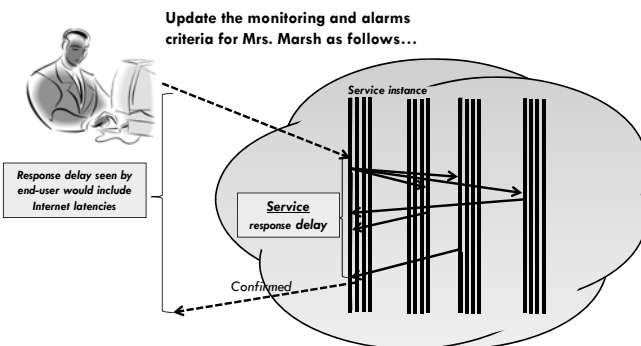 Update the monitoring and alarms
criteria for Mrs. Marsh as follows…
Service instance
Response delay seen by
end-user would include
Internet latencies
Service
response delay
Confirmed